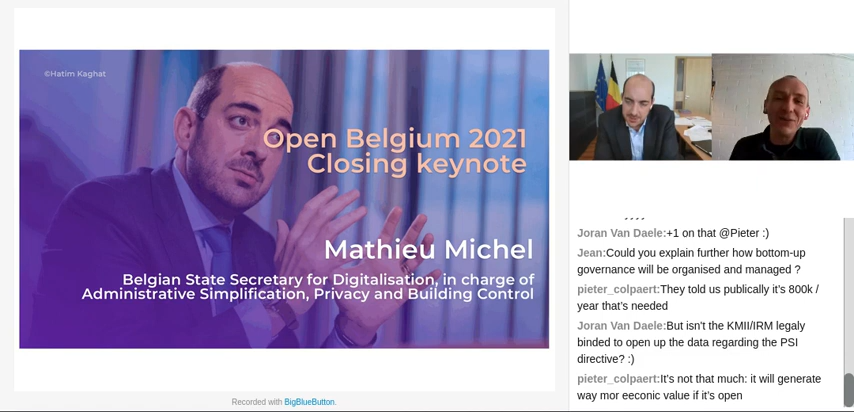 ©Hatim Kaghat
Open Belgium 2021
Closing keynote
Mathieu Michel
Belgian State Secretary for Digitalisation, in charge of
Administrative Simplification, Privacy and Building Control
Recorded with BigBlueButton.
Joran Van Daele:+1 on that @Pieter :)
Jean:Could you explain further how bottom-up
governance will be organised and managed ?
pieter_colpaert:They told us publically it's 800k /
year that's needed
Joran Van Daele:But isn't the KMII/IRM legaly
binded to open up the data regarding the PSI
directive? :)
pieter_colpaert:It's not that much: it will generate
way mor eeconic value if it's open